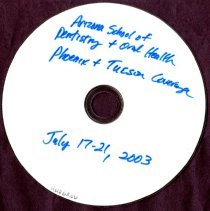 Arizona School of
Dentistry + Oral Health
Phoenix + Tucson Coverage
July 17-21, 2003